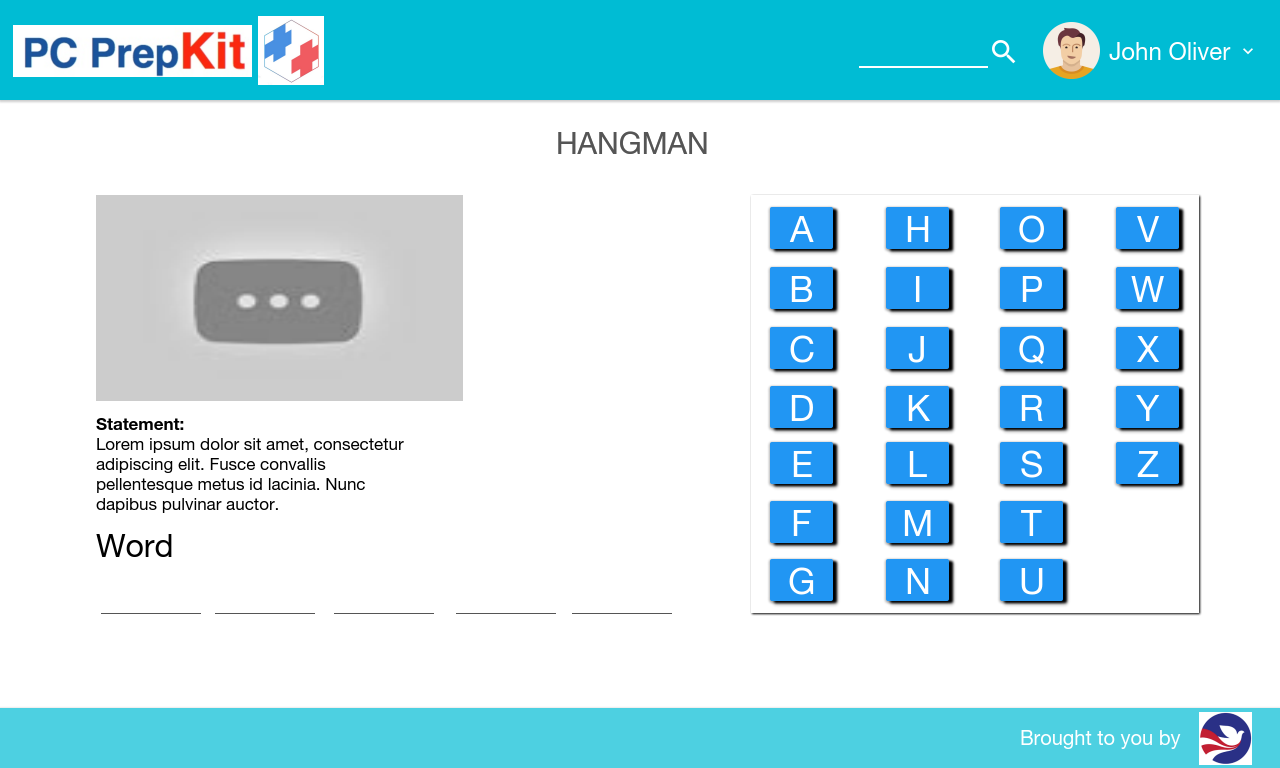 PC PrepKit
John Oliver
HANGMAN
Statement:
Lorem ipsum dolor sit amet, consectetur
adipiscing elit. Fusce convallis
pellentesque metus id lacinia. Nunc
dapibus pulvinar auctor.
Word
A H O V
B I P W
C J Q X
D K R Y
E L S Z
F M T
G N U
Brought to you by